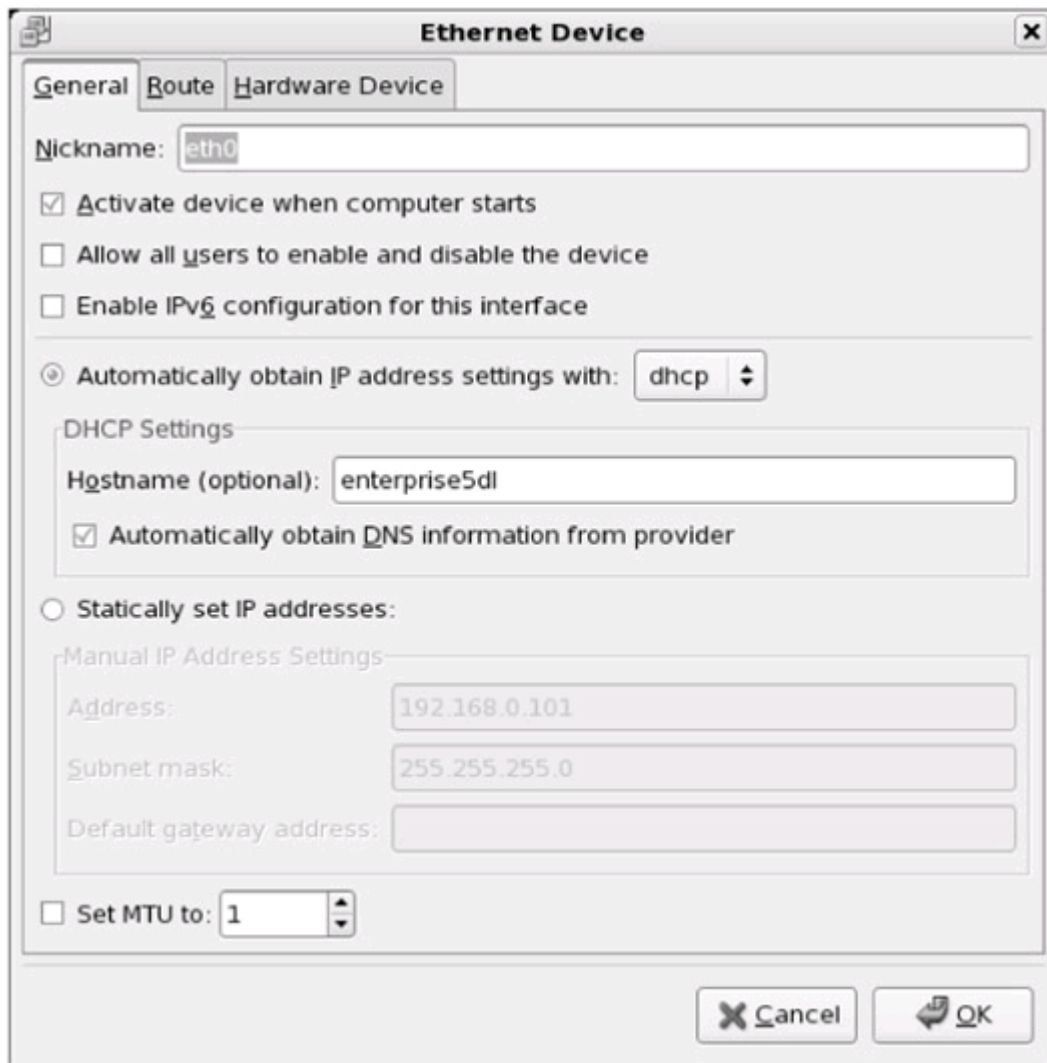 Ethernet Device
General Route Hardware Device
Nickname: eth0
Activate device when computer starts
Allow all users to enable and disable the device
Enable IPv6 configuration for this interface
Automatically obtain IP address settings with: dhcp
DHCP Settings
Hostname (optional): enterprise5dl
Automatically obtain DNS information from provider
Statically set IP addresses:
Manual IP Address Settings
Address: 192.168.0.101
Subnet mask: 255.255.255.0
Default gateway address:
Set MTU to: 1
Cancel OK